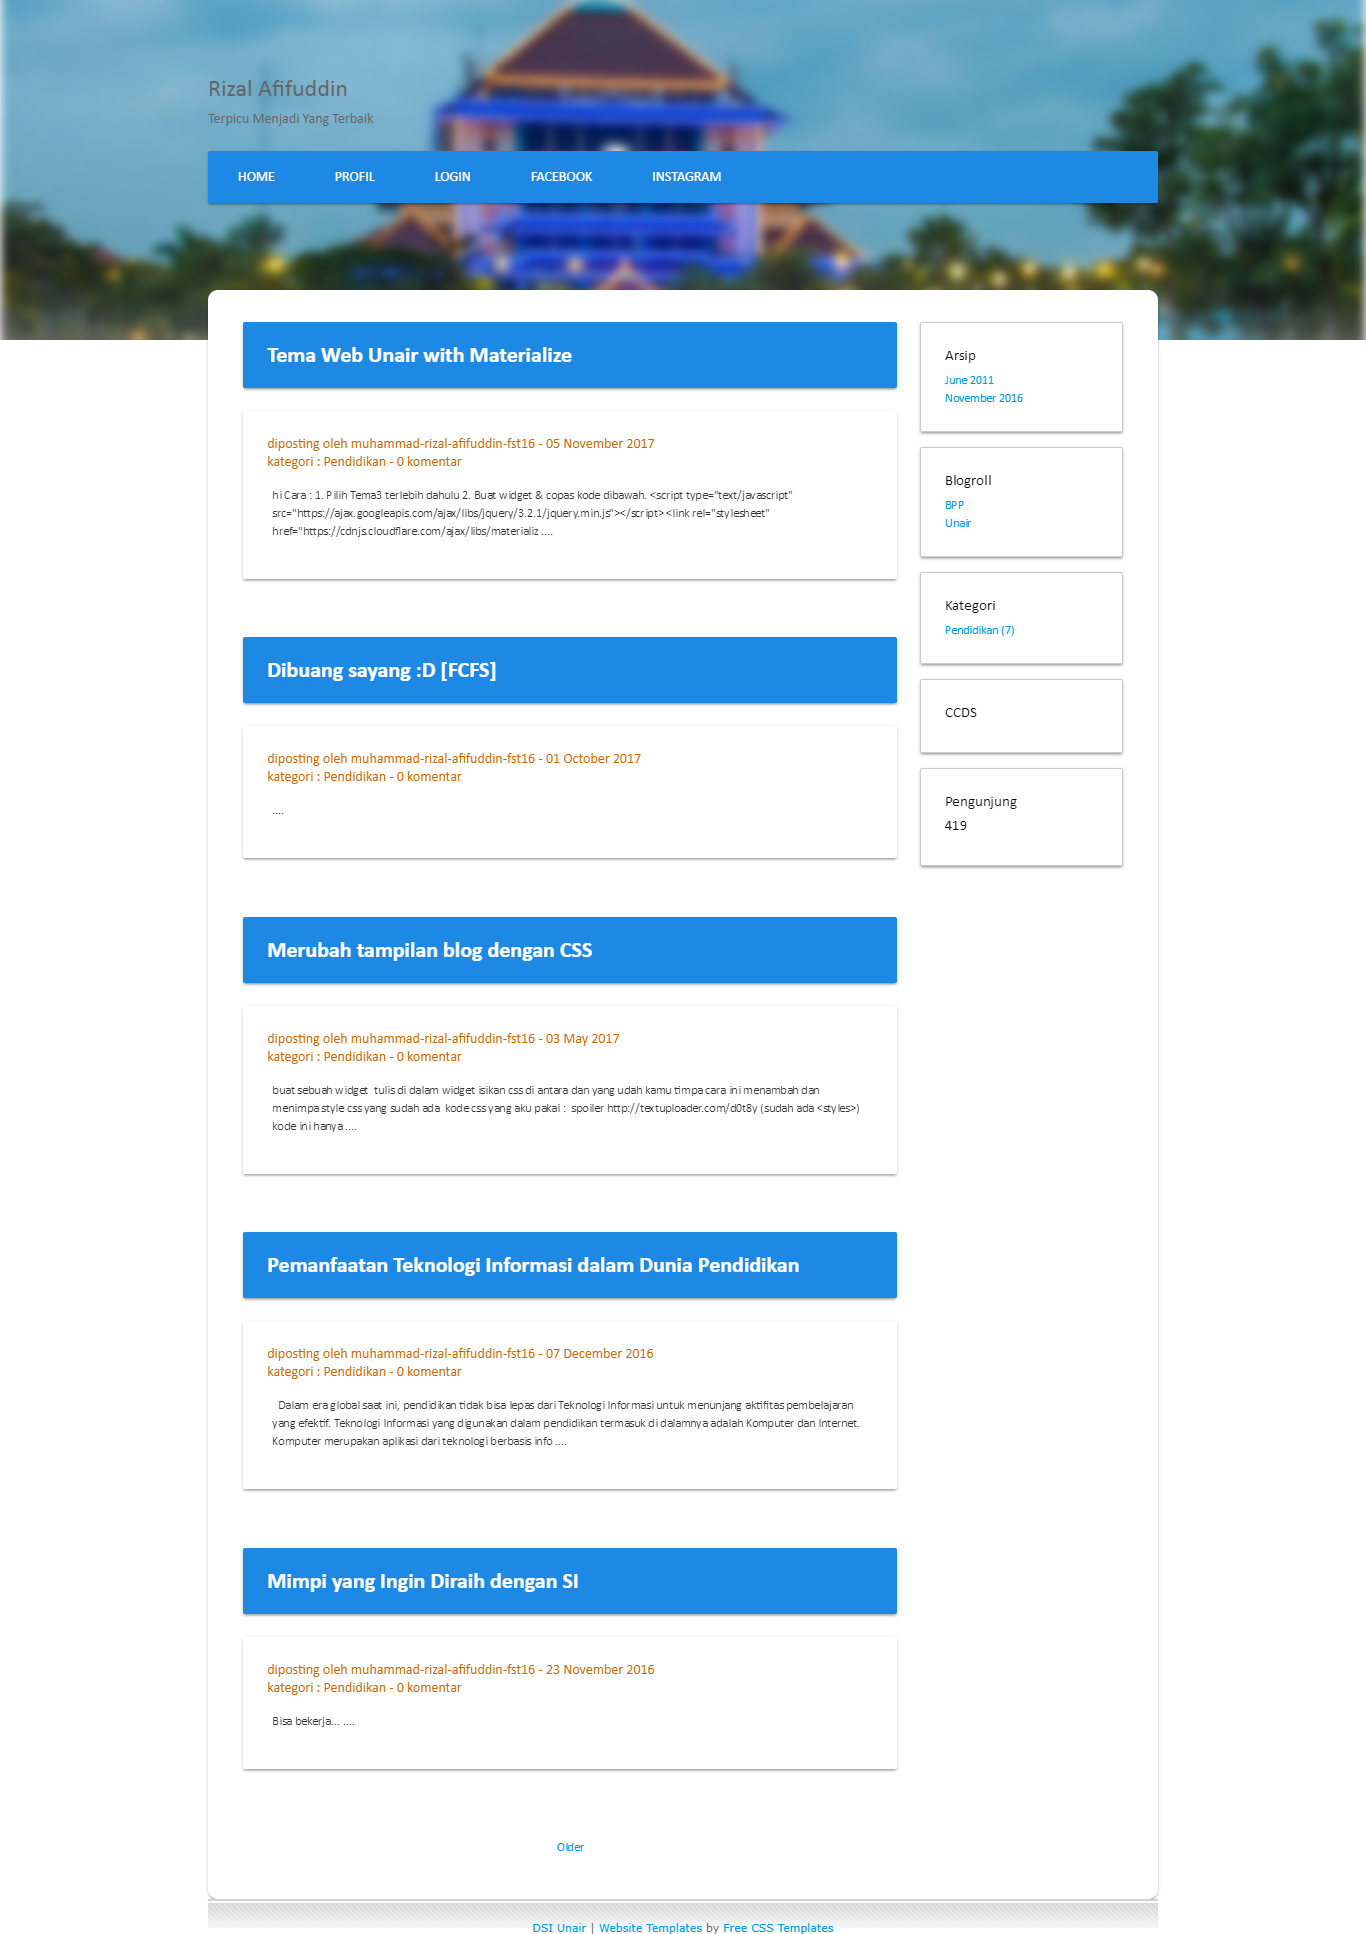 Rizal Afifuddin
Terpicu Menjadi Yang Terbaik
HOME PROFIL LOGIN FACEBOOK INSTAGRAM
Tema Web Unair with Materialize
diposting oleh muhammad-rizal-afifuddin-fst16 - 05 November 2017
kategori : Pendidikan - 0 komentar
hi Cara : 1. Pilih Tema3 terlebih dahulu 2. Buat widget & copas kode dibawah. <script type="text/javascript"
src="https://ajax.googleapis.com/ajax/libs/jquery/3.2.1/jquery.min.js"></script> <link rel="stylesheet"
href="https://cdnjs.cloudflare.com/ajax/libs/materializ ....
Dibuang sayang :D [FCFS]
diposting oleh muhammad-rizal-afifuddin-fst16 - 01 October 2017
kategori : Pendidikan - 0 komentar
....
Merubah tampilan blog dengan CSS
diposting oleh muhammad-rizal-afifuddin-fst16 - 03 May 2017
kategori : Pendidikan - 0 komentar
buat sebuah widget  tulis di dalam widget isikan css di antara dan yang udah kamu timpa cara ini menambah dan
menimpa style css yang sudah ada  kode css yang aku pakai :  spoiler http://textuploader.com/d0t8y (sudah ada <styles>)
kode ini hanya ....
Pemanfaatan Teknologi Informasi dalam Dunia Pendidikan
diposting oleh muhammad-rizal-afifuddin-fst16 - 07 December 2016
kategori : Pendidikan - 0 komentar
Dalam era global saat ini, pendidikan tidak bisa lepas dari Teknologi Informasi untuk menunjang aktifitas pembelajaran
yang efektif. Teknologi Informasi yang digunakan dalam pendidikan termasuk di dalamnya adalah Komputer dan Internet.
Komputer merupakan aplikasi dari teknologi berbasis info ....
Mimpi yang Ingin Diraih dengan SI
diposting oleh muhammad-rizal-afifuddin-fst16 - 23 November 2016
kategori : Pendidikan - 0 komentar
Bisa bekerja... ....
Older
Arsip
June 2011
November 2016
Blogroll
BPP
Unair
Kategori
Pendidikan (7)
CCDS
Pengunjung
419
DSI Unair | Website Templates by Free CSS Templates